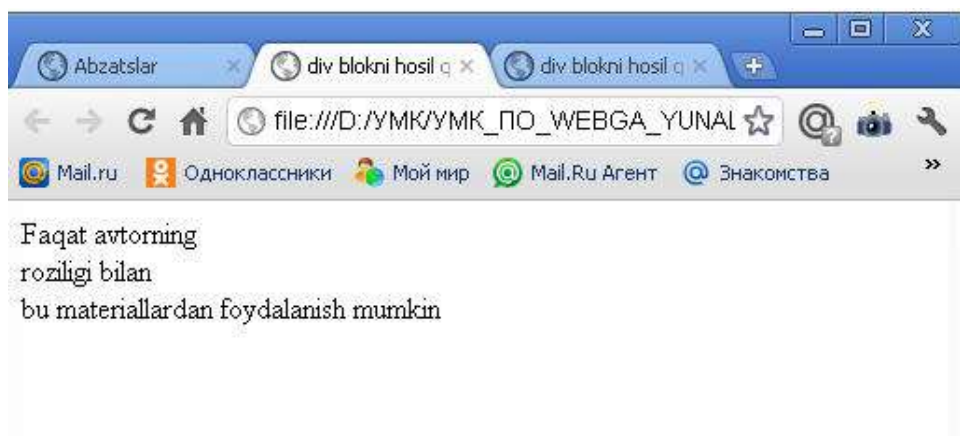 Abzatslar div blokni hosil q div blokni hosil q
file:///D:/УМК/УМК_ПО_WEBGA_YUNAL
Mail.ru Одноклассники Мой мир Mail.Ru Агент Знакомства »
Faqat avtorning
roziligi bilan
bu materiallardan foydalanish mumkin